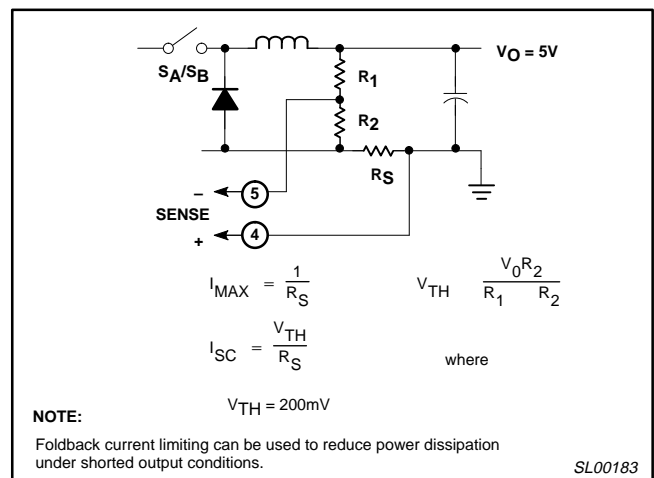 SA/SB
VO = 5V
R1
R2
RS
– 5
SENSE
+ 4
IMAX = 1/RS VTH V0R2/R1 R2
ISC = VTH/RS where
VTH = 200mV
NOTE:
Foldback current limiting can be used to reduce power dissipation
under shorted output conditions.
SL00183